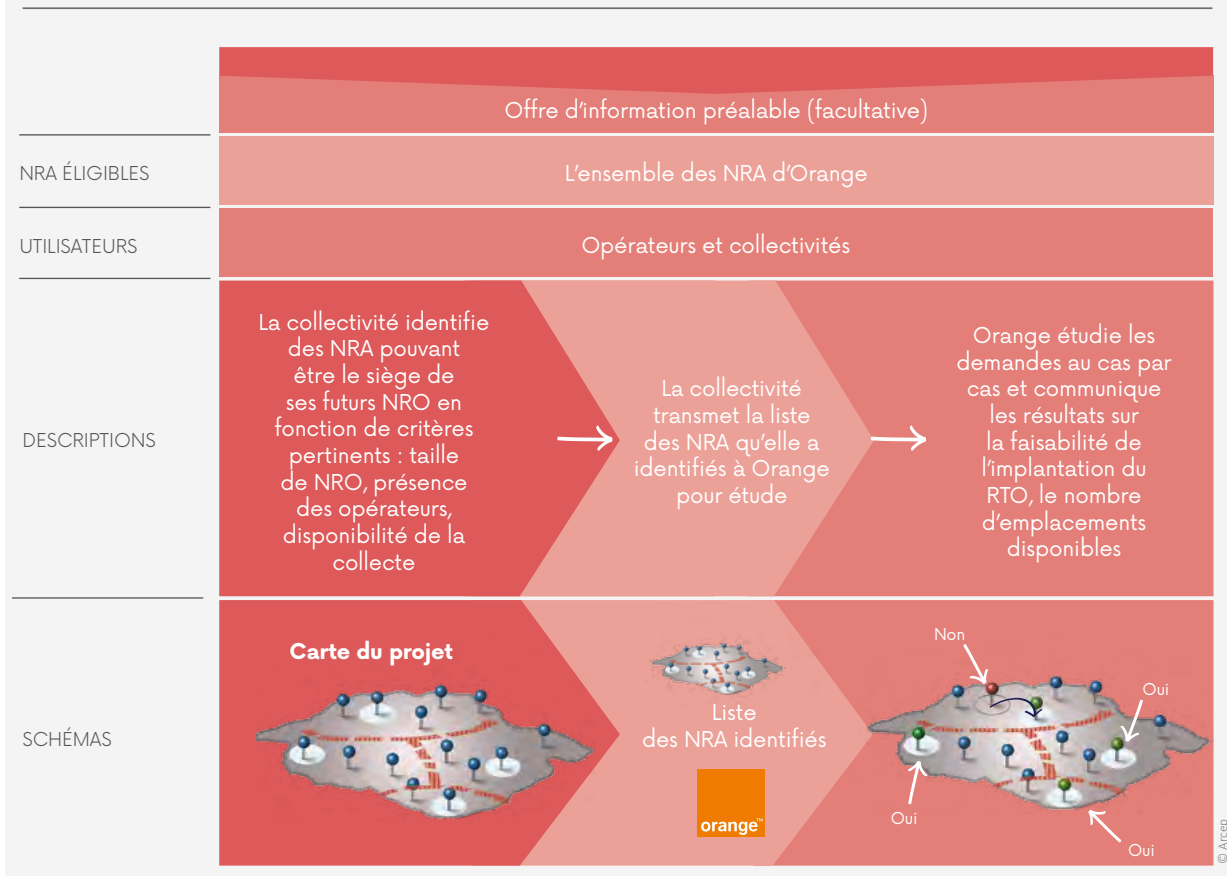 Offre d'information préalable (facultative)
NRA ÉLIGIBLES
L'ensemble des NRA d'Orange
UTILISATEURS
Opérateurs et collectivités
DESCRIPTIONS
La collectivité identifie
des NRA pouvant
être le siège de
ses futurs NRO en
fonction de critères
pertinents : taille
de NRO, présence
des opérateurs,
disponibilité de la
collecte
La collectivité
transmet la liste
des NRA qu'elle a
identifiés à Orange
pour étude
Orange étudie les
demandes au cas par
cas et communique
les résultats sur
la faisabilité de
l'implantation du
RTO, le nombre
d'emplacements
disponibles
SCHÉMAS
Carte du projet
Liste
des NRA identifiés
orange™
Non
Oui
Oui
Oui
© Arcep